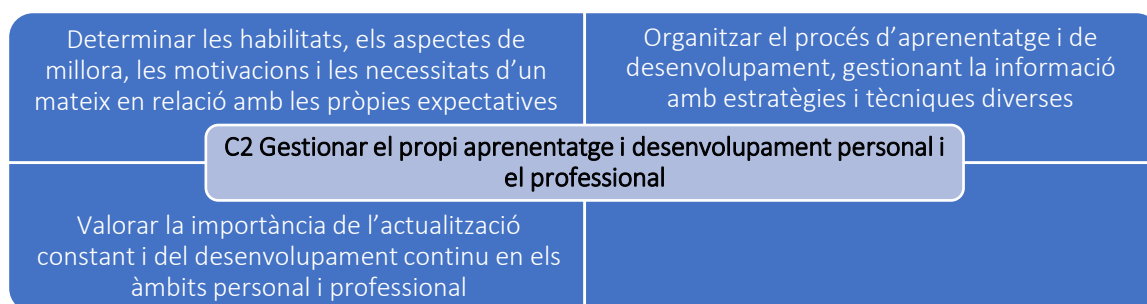 Determinar les habilitats, els aspectes de
millora, les motivacions i les necessitats d'un
mateix en relació amb les pròpies expectatives
Organitzar el procés d'aprenentatge i de
desenvolupament, gestionant la informació
amb estratègies i tècniques diverses
C2 Gestionar el propi aprenentatge i desenvolupament personal i
el professional
Valorar la importància de l'actualització
constant i del desenvolupament continu en els
àmbits personal i professional